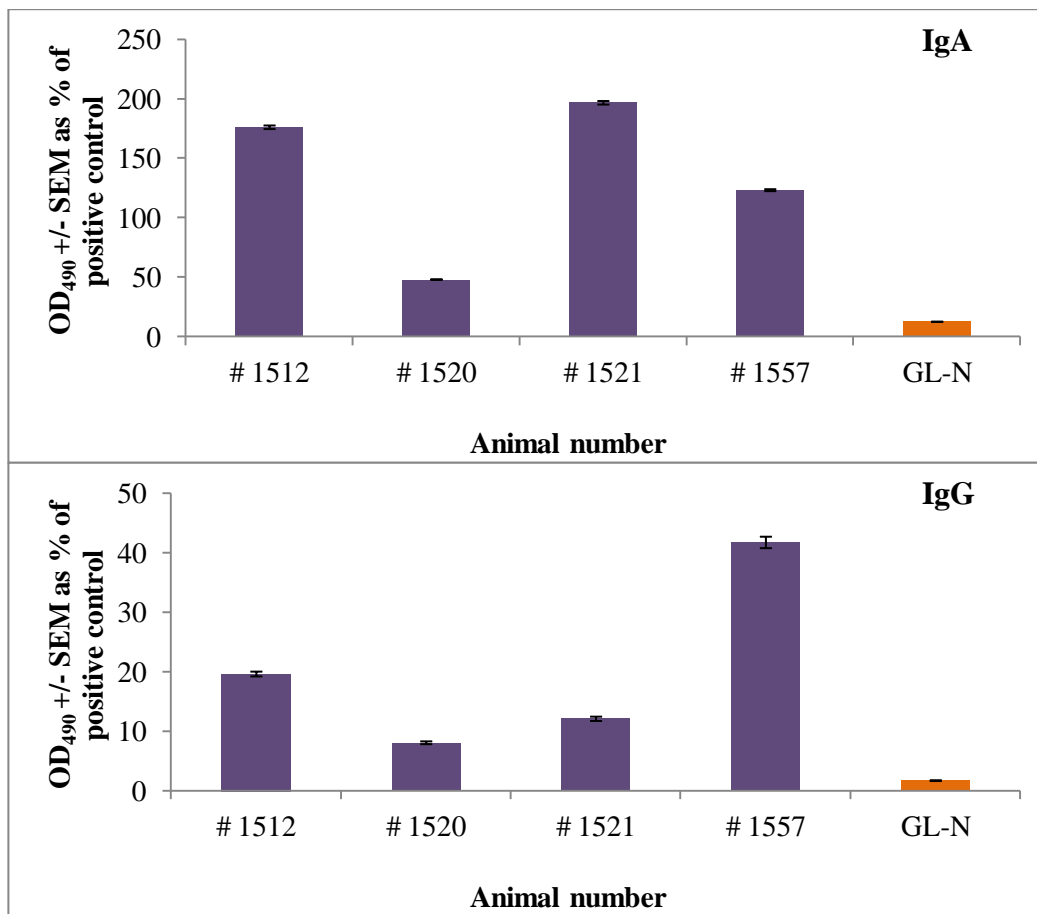 IgA
OD490 +/- SEM as % of
positive control
250
200
150
100
50
0
# 1512 # 1520 # 1521 # 1557 GL-N
Animal number
IgG
OD490 +/- SEM as % of
positive control
50
40
30
20
10
0
# 1512 # 1520 # 1521 # 1557 GL-N
Animal number